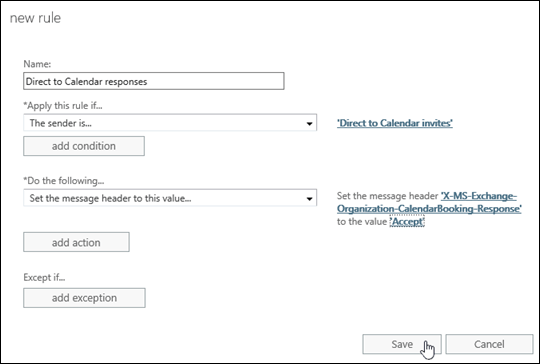 new rule
Name:
Direct to Calendar responses
*Apply this rule if...
The sender is...
'Direct to Calendar invites'
add condition
*Do the following...
Set the message header to this value...
Set the message header 'X-MS-Exchange-
Organization-CalendarBooking-Response'
to the value 'Accept'
add action
Except if...
add exception
Save
Cancel